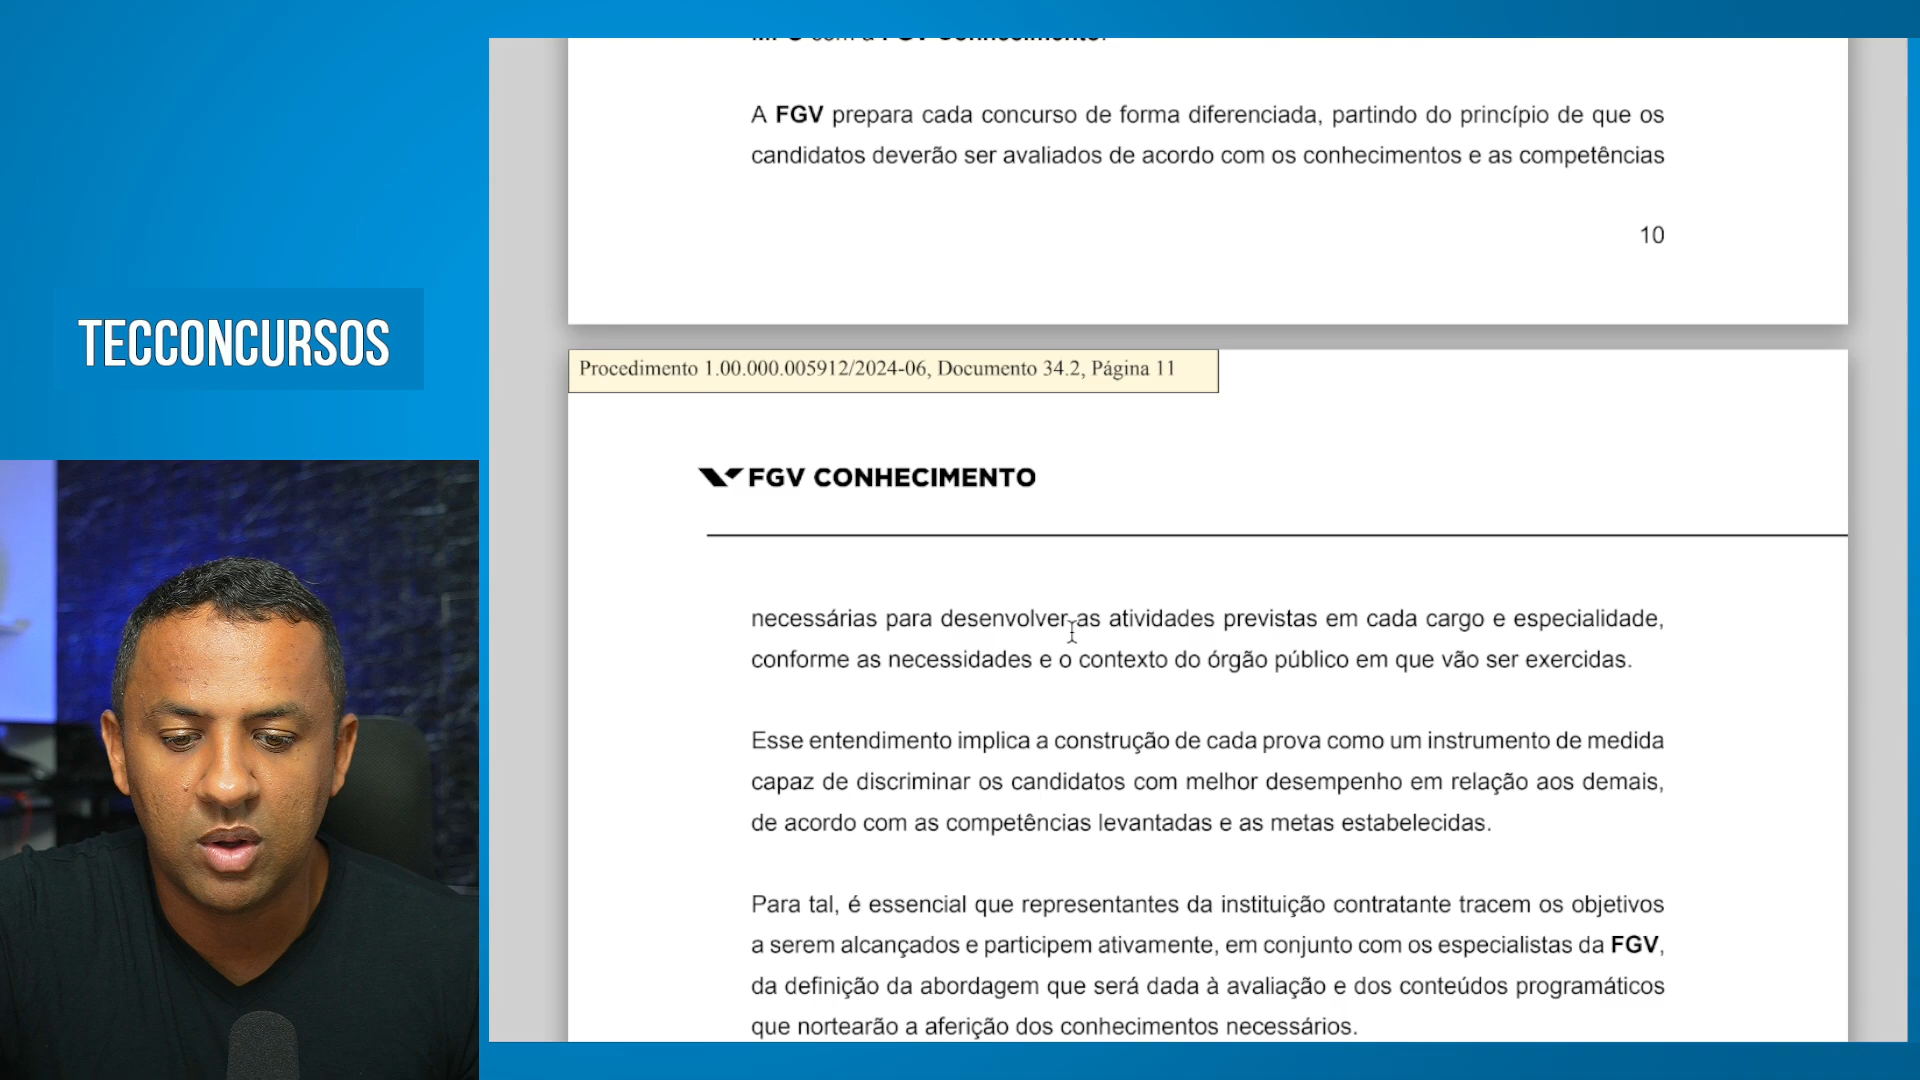 A FGV prepara cada concurso de forma diferenciada, partindo do princípio de que os
candidatos deverão ser avaliados de acordo com os conhecimentos e as competências
10
TECCONCURSOS
Procedimento 1.00.000.005912/2024-06, Documento 34.2, Página 11
FGV CONHECIMENTO
necessárias para desenvolver as atividades previstas em cada cargo e especialidade,
conforme as necessidades e o contexto do órgão público em que vão ser exercidas.
Esse entendimento implica a construção de cada prova como um instrumento de medida
capaz de discriminar os candidatos com melhor desempenho em relação aos demais,
de acordo com as competências levantadas e as metas estabelecidas.
Para tal, é essencial que representantes da instituição contratante tracem os objetivos
a serem alcançados e participem ativamente, em conjunto com os especialistas da FGV,
da definição da abordagem que será dada à avaliação e dos conteúdos programáticos
que nortearão a aferição dos conhecimentos necessários.